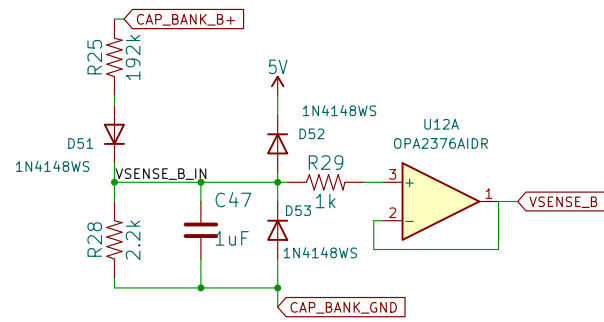 CAP_BANK_B+
R25
192k
5V
1N4148WS
U12A
OPA2376AIDR
D51
D52
1N4148WS
VSENSE_B_IN
R29
3
+
1
C47
1k
VSENSE_B
D53
2
-
R28
2.2k
1uF
1N4148WS
CAP_BANK_GND